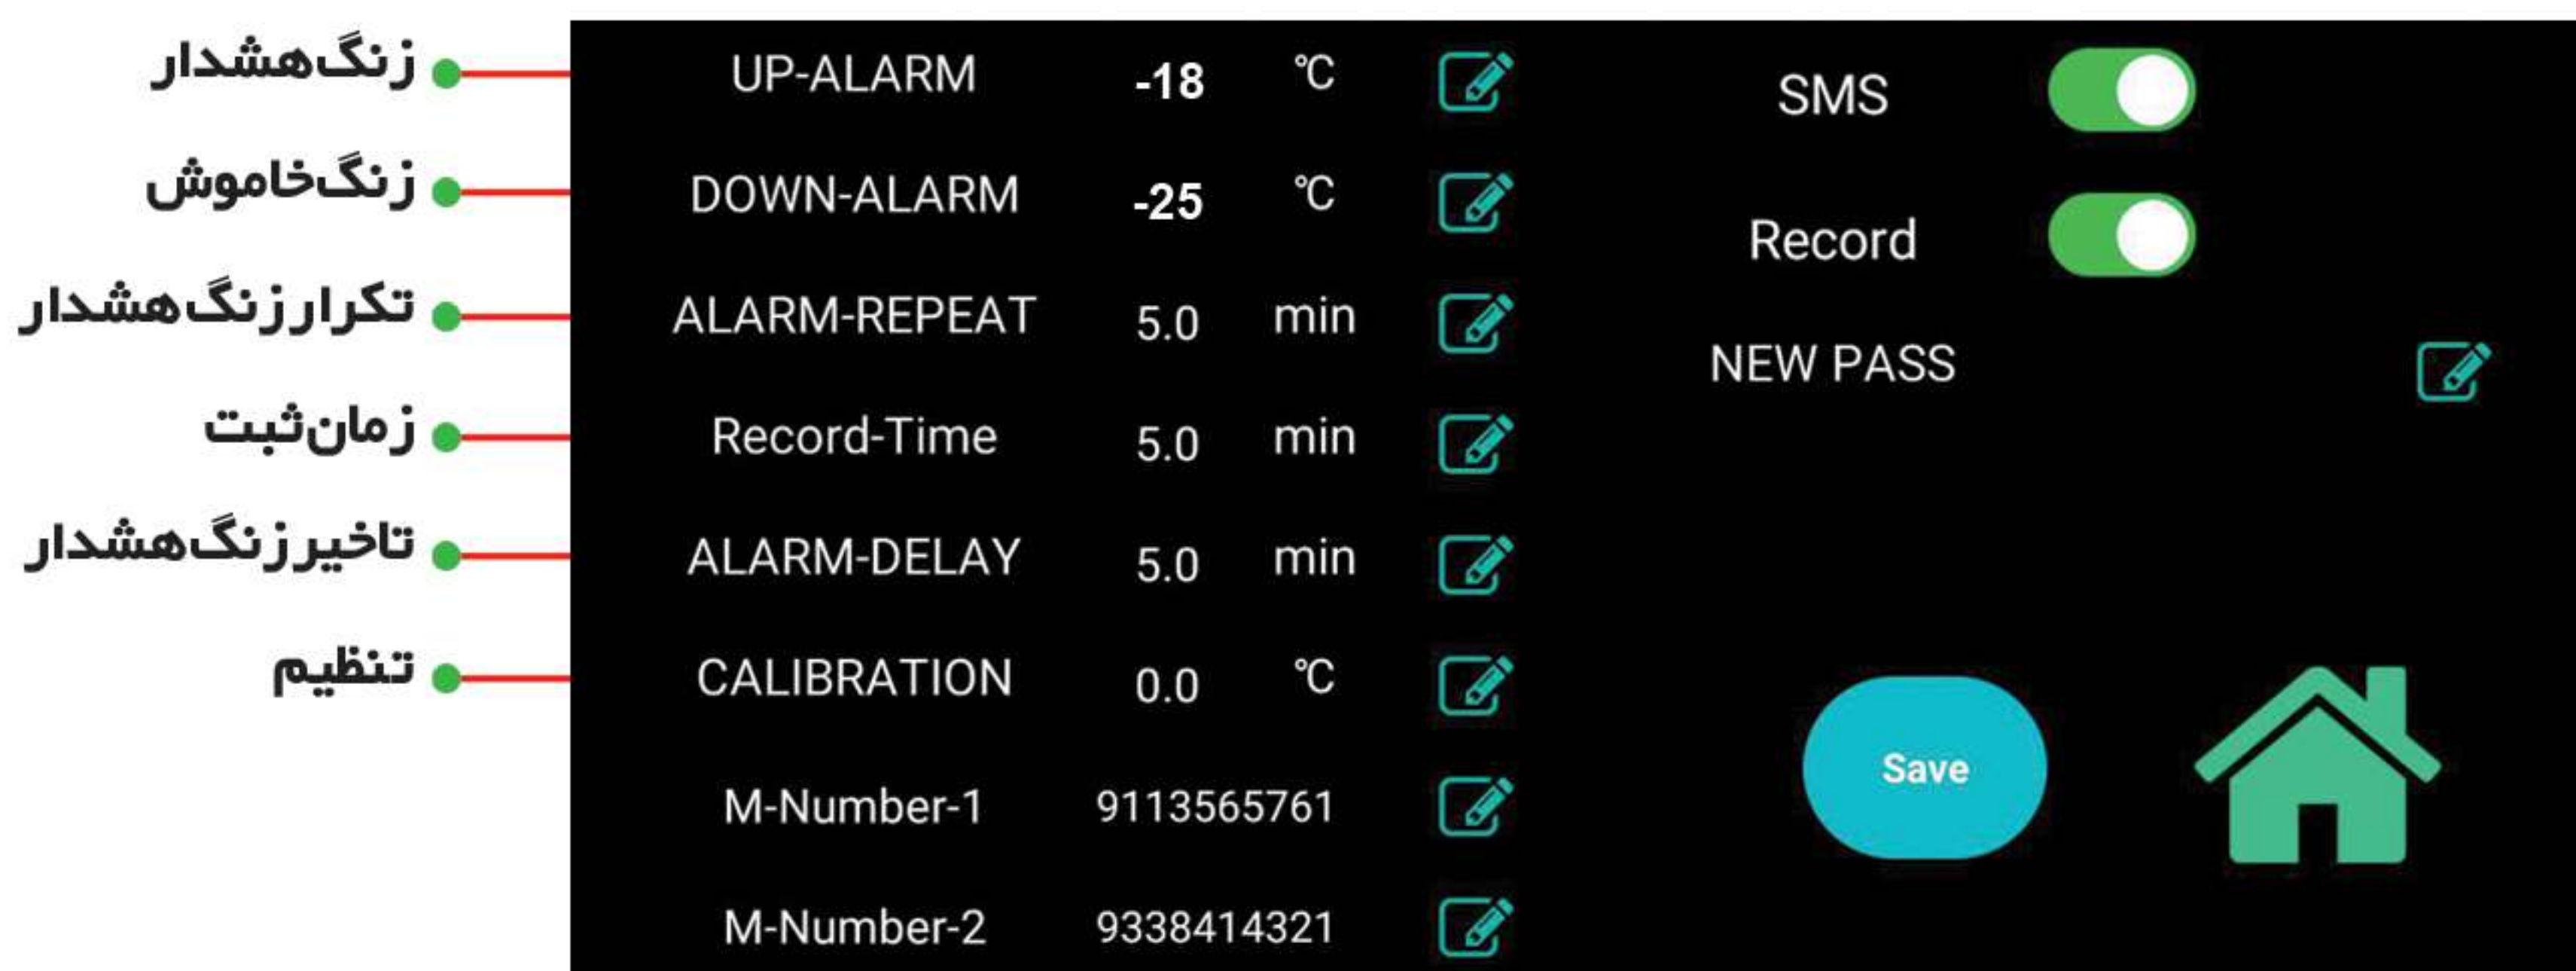 زنگ هشدار
UP-ALARM -18 °C
SMS
زنگ خاموش
DOWN-ALARM -25 °C
Record
تکرار زنگ هشدار
ALARM-REPEAT 5.0 min
NEW PASS
زمان ثبت
Record-Time 5.0 min
تاخیر زنگ هشدار
ALARM-DELAY 5.0 min
تنظیم
CALIBRATION 0.0 °C
Save
M-Number-1 9113565761
M-Number-2 9338414321